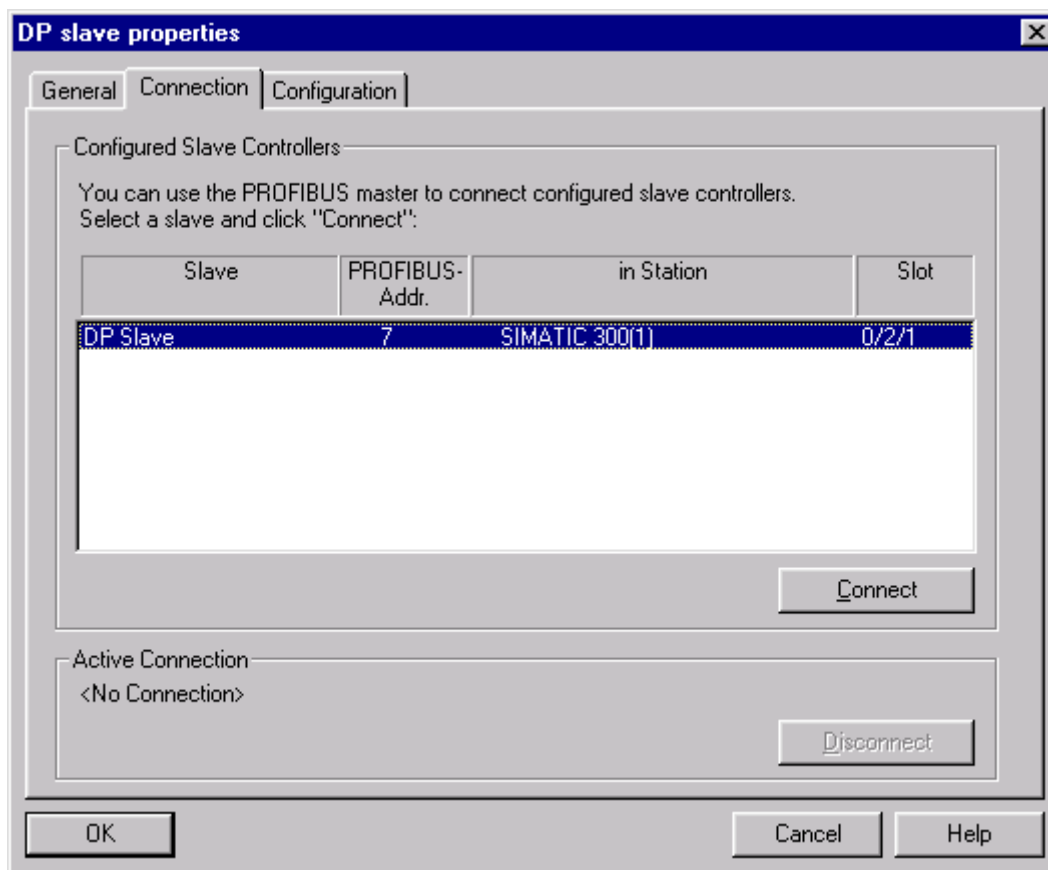 DP slave properties
General Connection Configuration
Configured Slave Controllers
You can use the PROFIBUS master to connect configured slave controllers.
Select a slave and click "Connect":
Slave PROFIBUS-Addr. in Station Slot
DP Slave 7 SIMATIC 300(1) 0/2/1
Connect
Active Connection
<No Connection>
Disconnect
OK Cancel Help